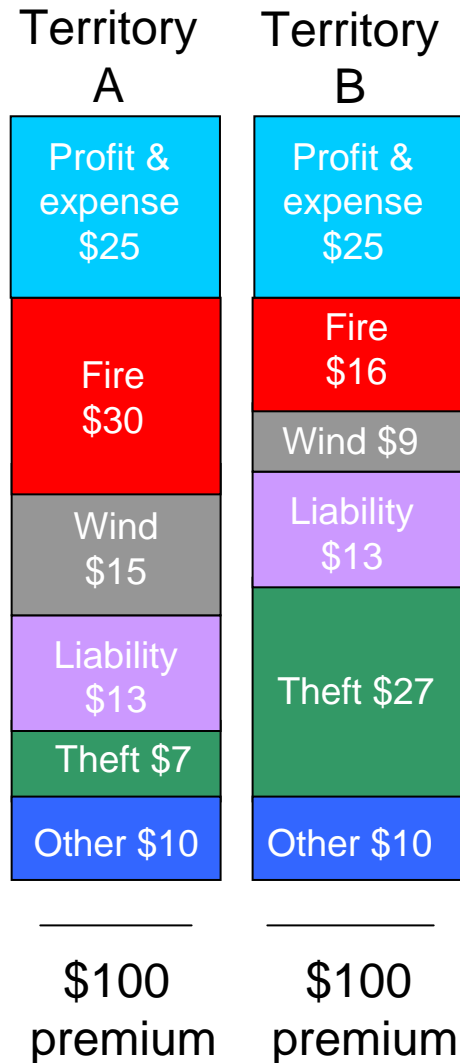 Territory
A
Profit &
expense
$25
Fire
$30
Wind
$15
Liability
$13
Theft $7
Other $10
$100
premium
Territory
B
Profit &
expense
$25
Fire
$16
Wind $9
Liability
$13
Theft $27
Other $10
$100
premium